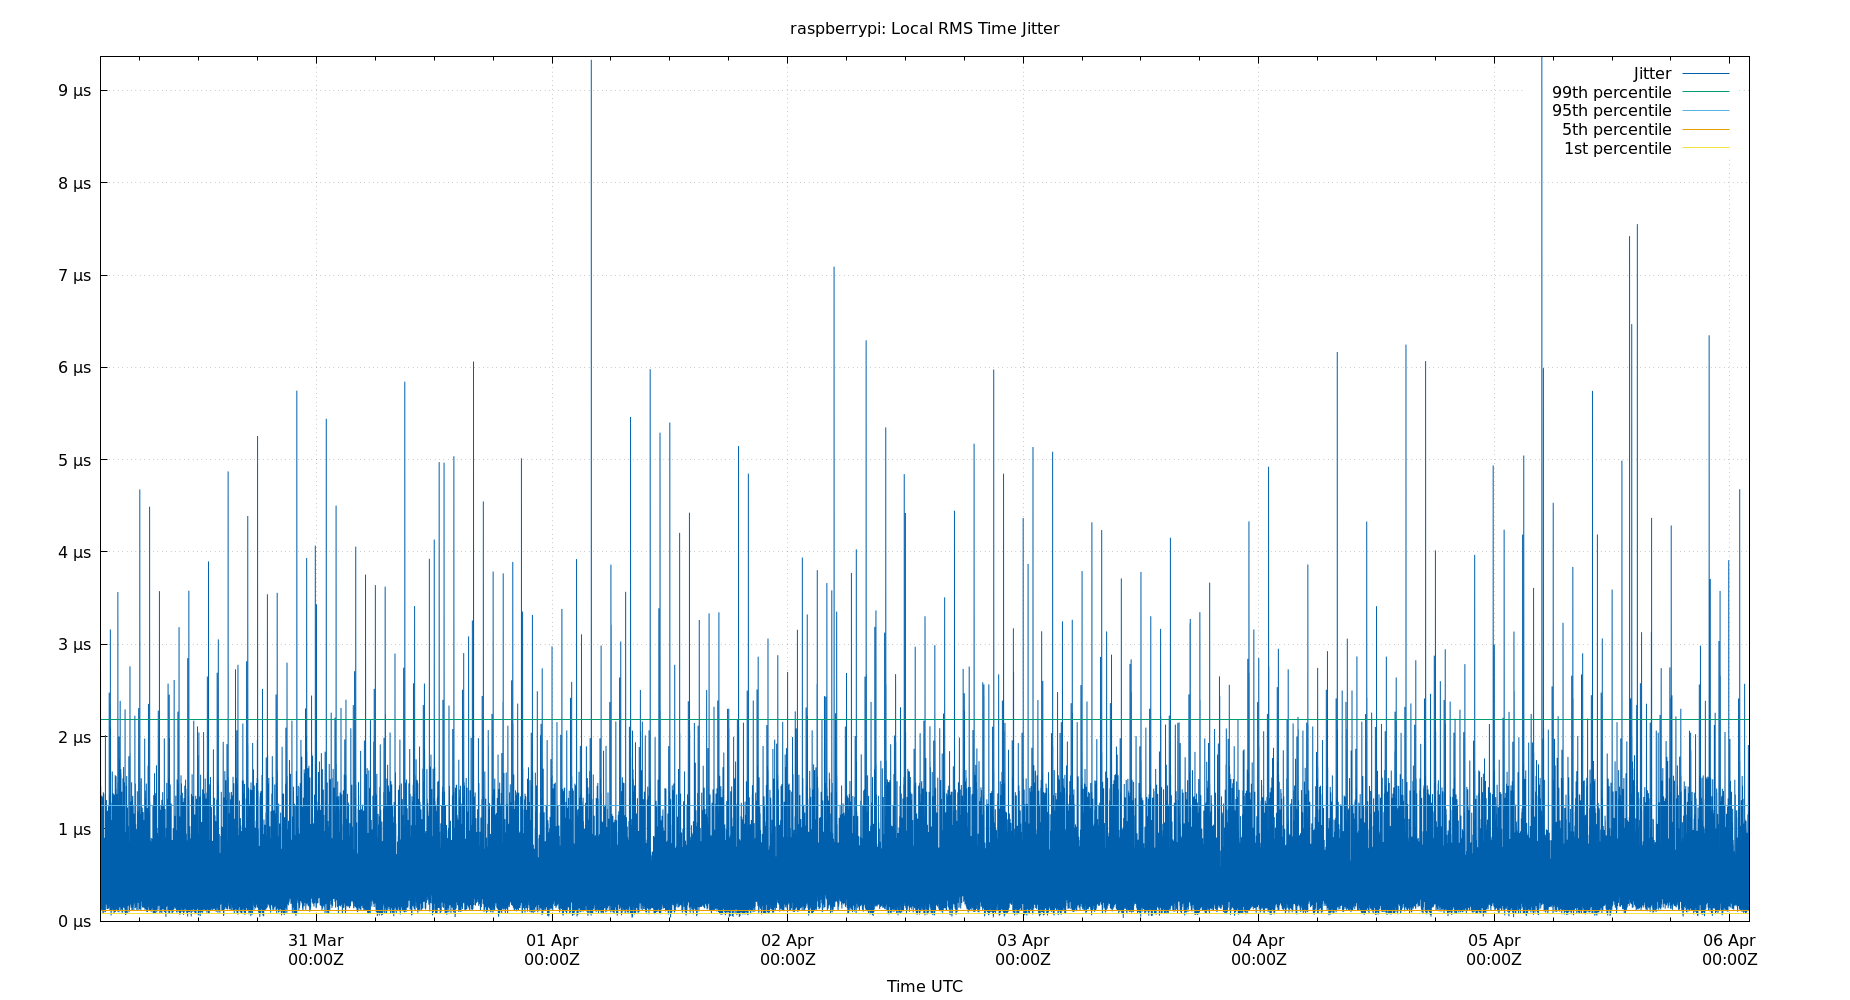 raspberrypi: Local RMS Time Jitter
Jitter
99th percentile
95th percentile
5th percentile
1st percentile
9 µs
8 µs
7 µs
6 µs
5 µs
4 µs
3 µs
2 µs
1 µs
0 µs
31 Mar 01 Apr 02 Apr 03 Apr 04 Apr 05 Apr 06 Apr
00:00Z 00:00Z 00:00Z 00:00Z 00:00Z 00:00Z 00:00Z
Time UTC